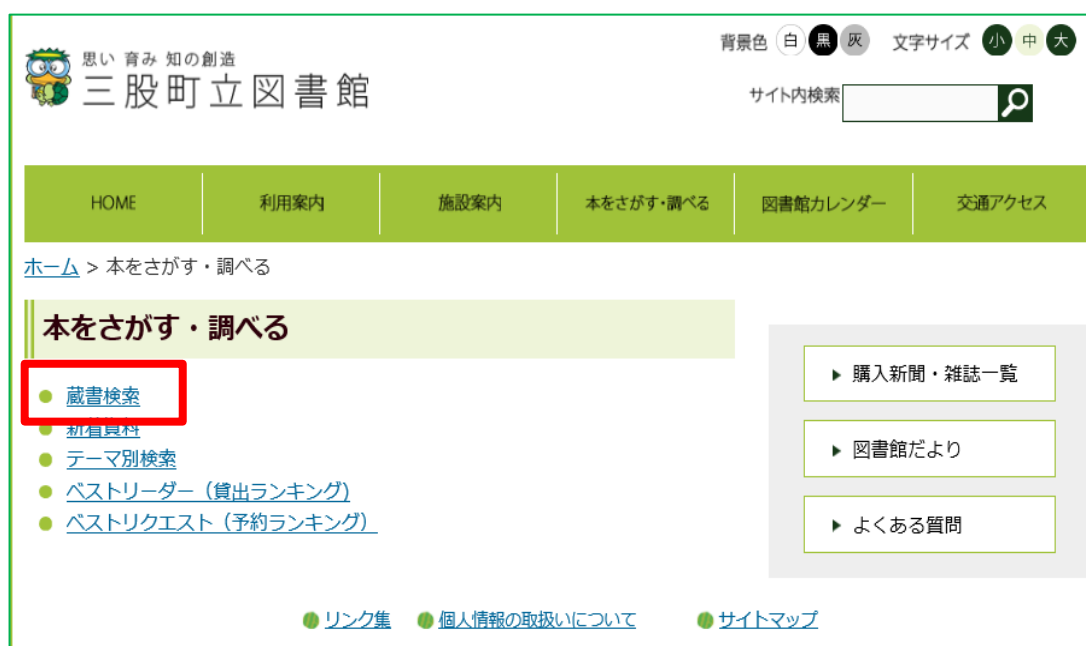 思い 育み 知の創造
三股町立図書館
背景色 白 黒 灰 文字サイズ 小 中 大
サイト内検索
HOME 利用案内 施設案内 本をさがす・調べる 図書館カレンダー 交通アクセス
ホーム > 本をさがす・調べる
本をさがす・調べる
蔵書検索
新着資料
テーマ別検索
ベストリーダー（貸出ランキング)
ベストリクエスト（予約ランキング）
▶ 購入新聞・雑誌一覧
▶ 図書館だより
▶ よくある質問
リンク集 個人情報の取扱いについて サイトマップ